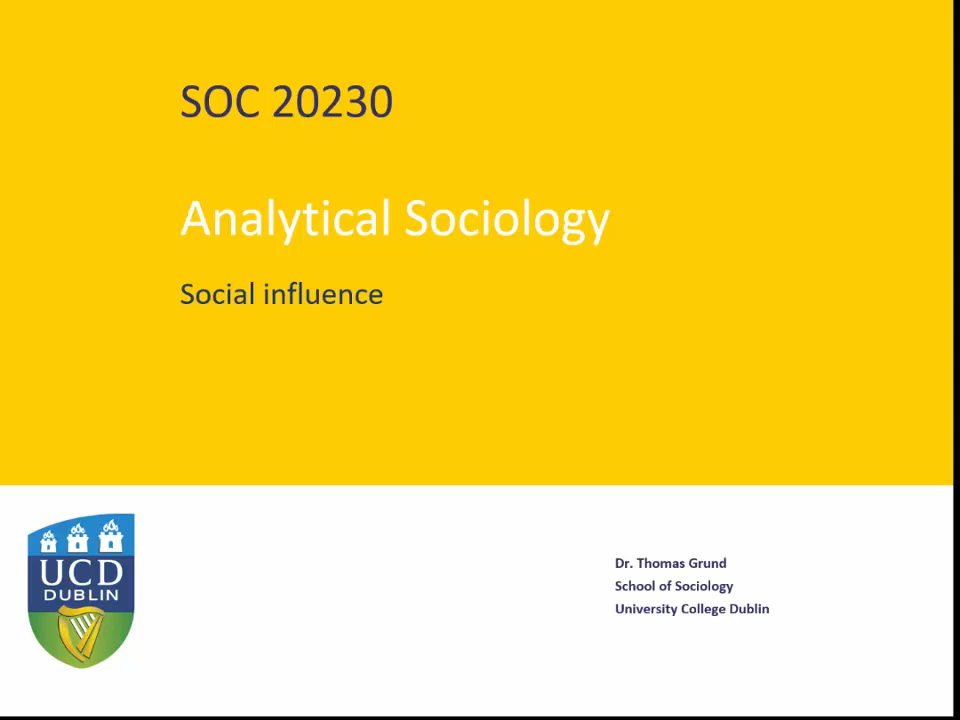 SOC 20230
Analytical Sociology
Social influence
UCD
DUBLIN
Dr. Thomas Grund
School of Sociology
University College Dublin